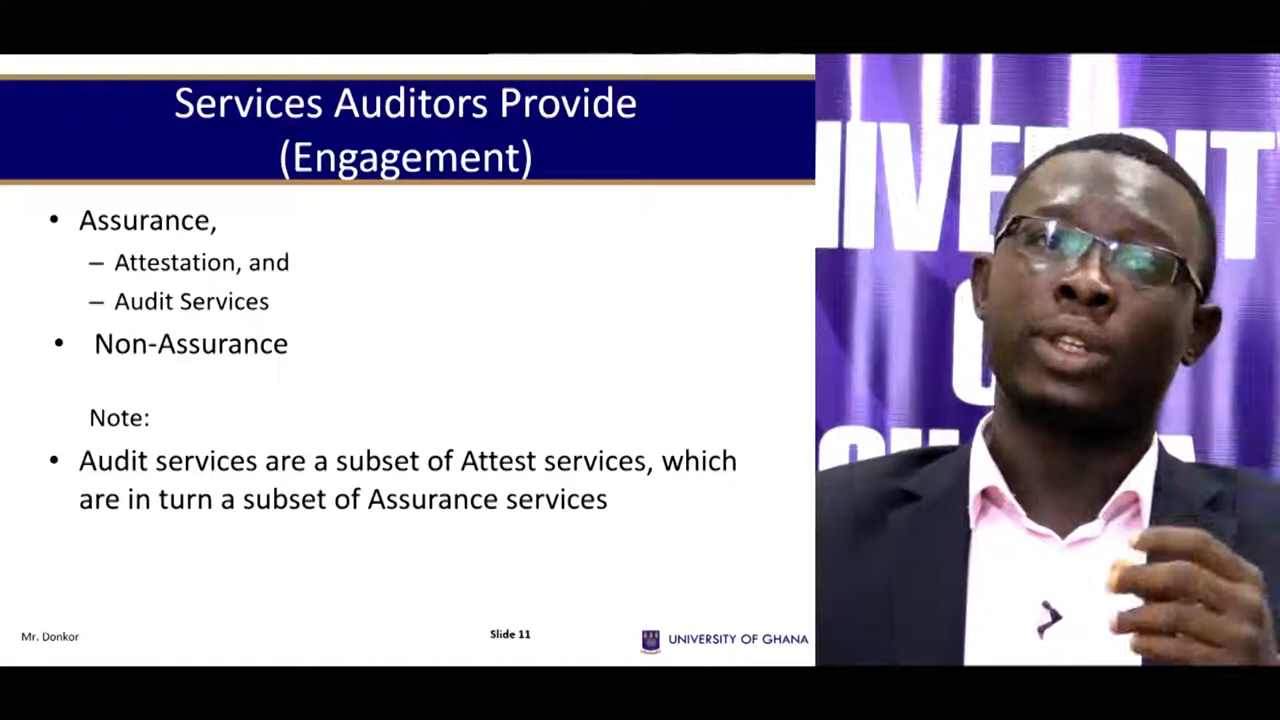 Services Auditors Provide
(Engagement)
• Assurance,
– Attestation, and
– Audit Services
• Non-Assurance
Note:
• Audit services are a subset of Attest services, which
are in turn a subset of Assurance services
Mr. Donkor
Slide 11
UNIVERSITY OF GHANA